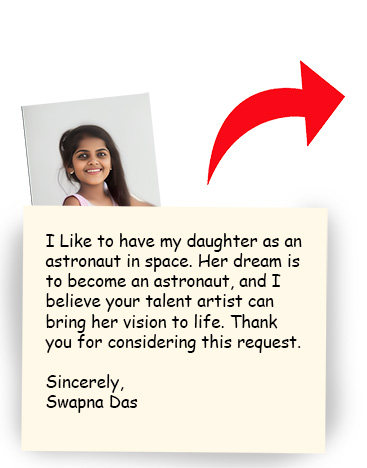 I Like to have my daughter as an
astronaut in space. Her dream is
to become an astronaut, and I
believe your talent artist can
bring her vision to life. Thank
you for considering this request.
Sincerely,
Swapna Das